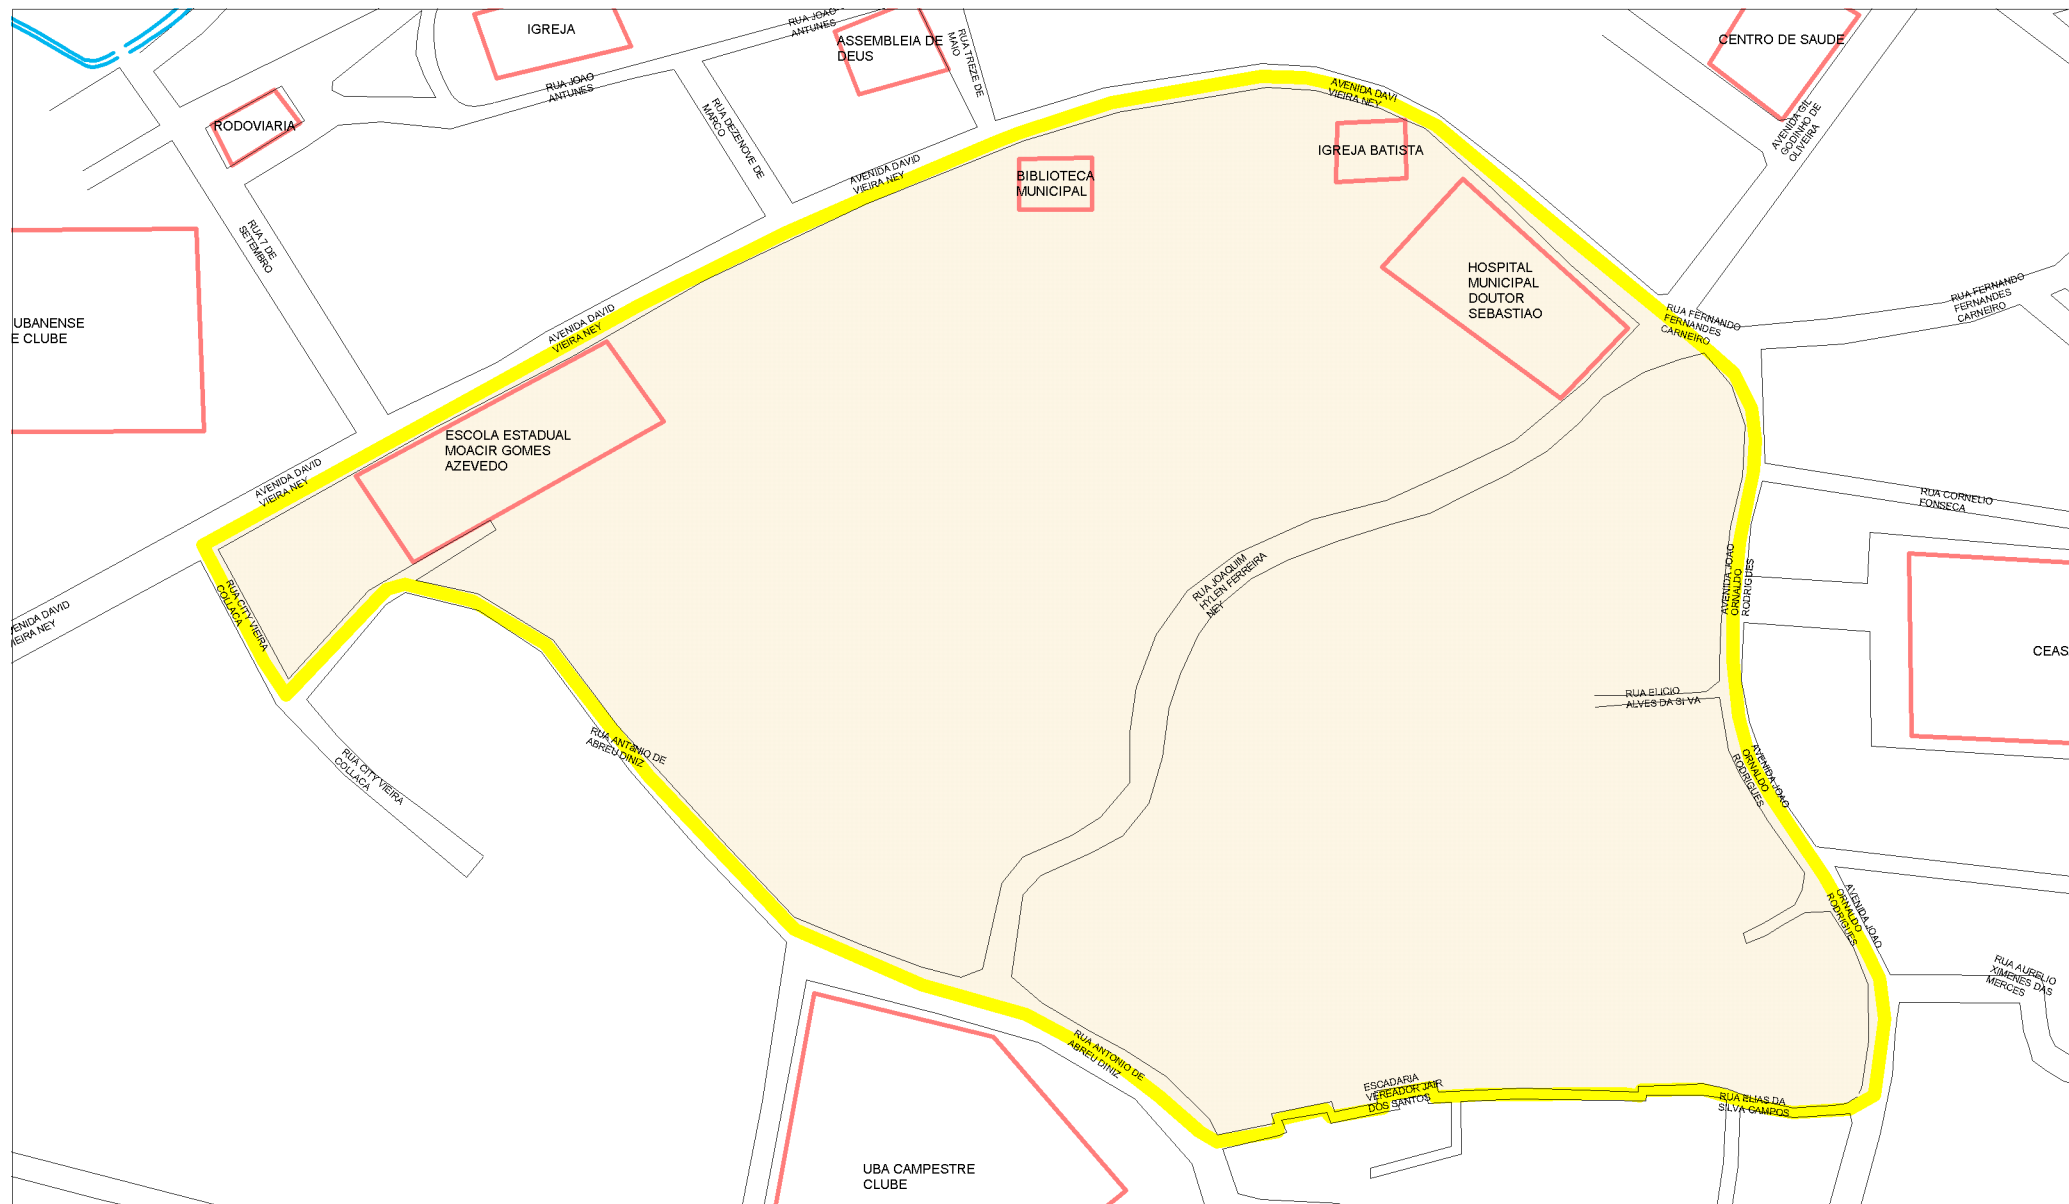 IGREJA
RUA JOAO
ANTUNES
ASSEMBLEIA DE
DEUS
RUA TREZE DE
MAIO
CENTRO DE SAUDE
RUA JOAO
ANTUNES
AVENIDA DAVI
VIEIRA NEY
RODOVIARIA
RUA DEZENOVE DE
MARCO
AVENIDA GIL
GODINHO DE
OLIVEIRA
IGREJA BATISTA
AVENIDA DAVID
VIEIRA NEY
BIBLIOTECA
MUNICIPAL
RUA 7 DE
SETEMBRO
HOSPITAL
MUNICIPAL
DOUTOR
SEBASTIAO
RUA FERNANDO
FERNANDES
CARNEIRO
RUA FERNANDO
FERNANDES
CARNEIRO
UBANENSE
E CLUBE
AVENIDA DAVID
VIEIRA NEY
ESCOLA ESTADUAL
MOACIR GOMES
AZEVEDO
AVENIDA DAVID
VIEIRA NEY
RUA CORNELIO
FONSECA
RUA JOAQUIM
HYLEN FERREIRA
NEY
AVENIDA JOAO
ORNALDO
RODRIGUES
RUA CITY VIEIRA
COLLACA
VENIDA DAVID
VIEIRA NEY
CEAS
RUA ELICIO
ALVES DA SILVA
RUA ANTONIO DE
ABREU DINIZ
RUA CITY VIEIRA
COLLACA
AVENIDA JOAO
ORNALDO
RODRIGUES
AVENIDA JOAO
ORNALDO
RODRIGUES
RUA AURELIO
XIMENES DAS
MERCES
RUA ANTONIO DE
ABREU DINIZ
ESCADARIA
VEREADOR JAIR
DOS SANTOS
RUA ELIAS DA
SILVA CAMPOS
UBA CAMPESTRE
CLUBE